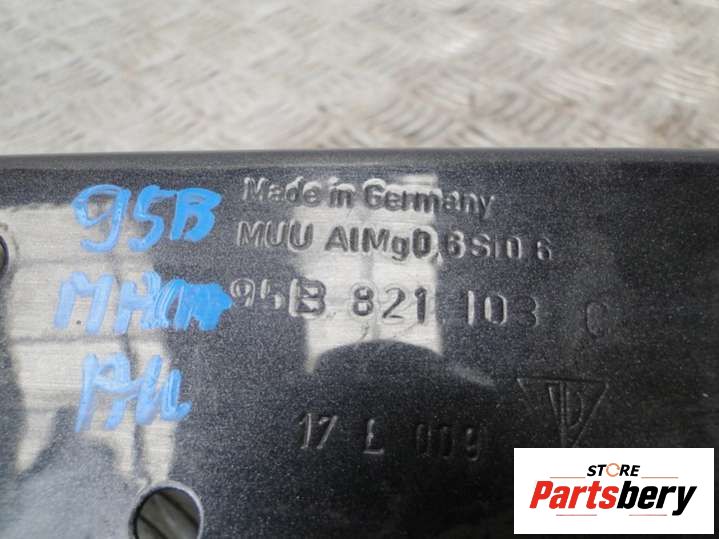 Made in Germany
MUU AlMg0,6Si0 6
95B
95B 821 103 C
17 L 009
STORE
Partsbery